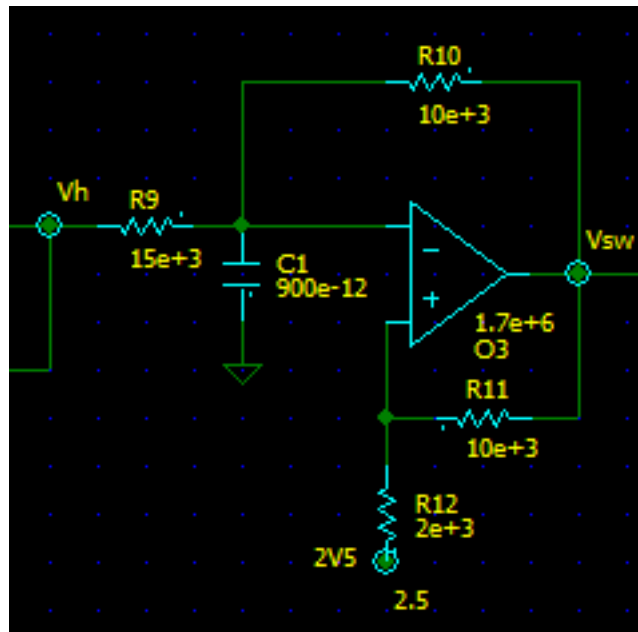 R10
10e+3
Vh
R9
15e+3
C1
900e-12
−
+
Vsw
1.7e+6
O3
R11
10e+3
R12
2e+3
2V5
2.5